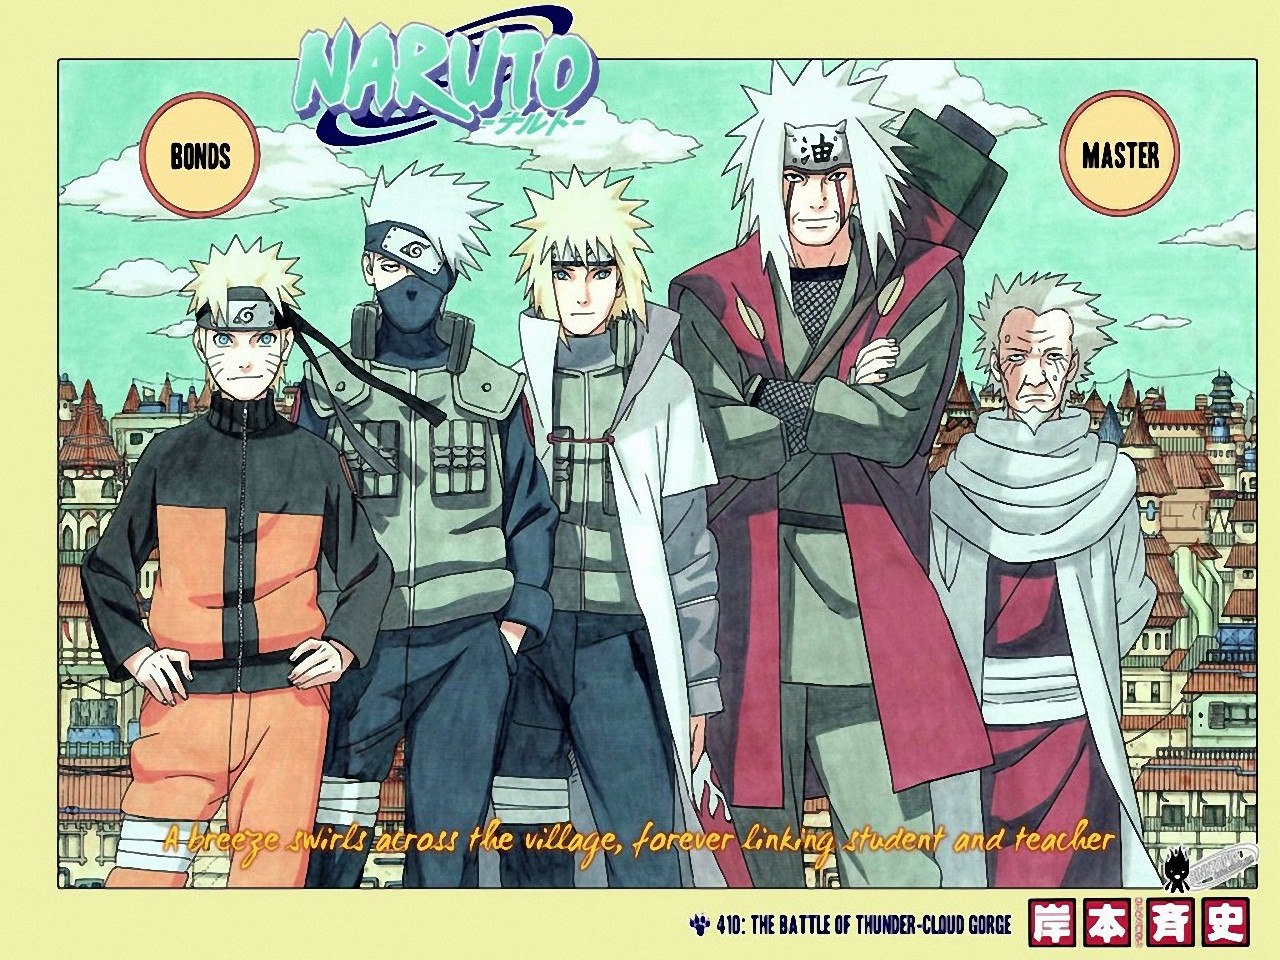 NARUTO
-ナルト-
BONDS
MASTER
油
A breeze swirls across the village, forever linking student and teacher
410: THE BATTLE OF THUNDER-CLOUD GORGE
岸本斉史